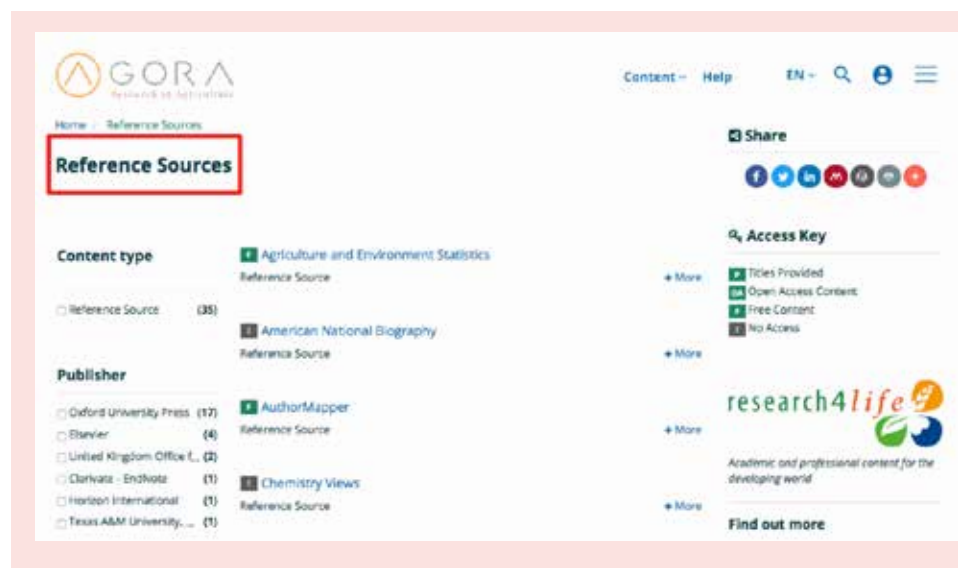 AGORA
Research in Agriculture
Content Help EN
Home / Reference Sources
Reference Sources
Content type
Reference Source (35)
Publisher
Oxford University Press (17)
Elsevier (4)
United Kingdom Office f... (2)
Clarivate - EndNote (1)
Horizon International (1)
Texas A&M University, ... (1)
Agriculture and Environment Statistics
Reference Source + More
American National Biography
Reference Source + More
AuthorMapper
Reference Source + More
Chemistry Views
Reference Source + More
Share
Access Key
Titles Provided
OA Open Access Content
Free Content
No Access
research4life
Academic and professional content for the
developing world
Find out more